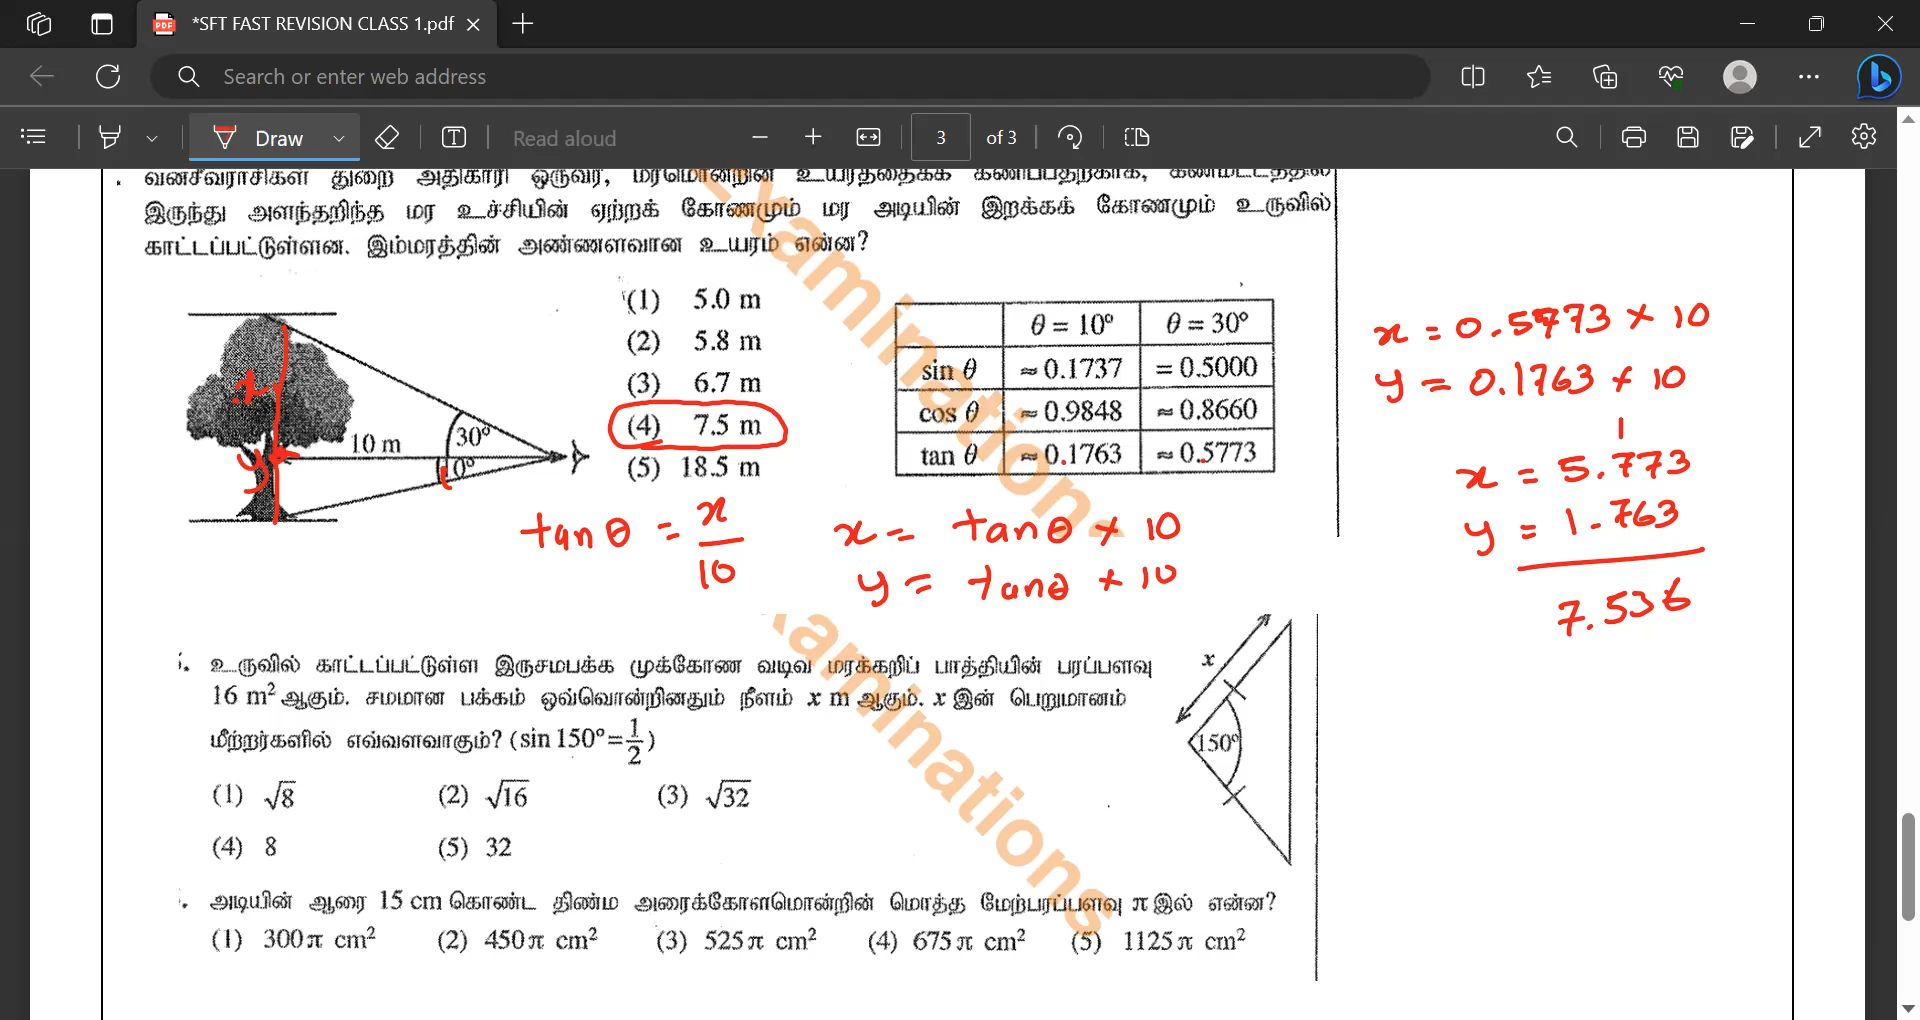 *SFT FAST REVISION CLASS 1.pdf
Search or enter web address
Draw
Read aloud
3 of 3
வனசீவராசிகள் துறை அதிகாரி ஒருவர், மரமொன்றின் உயரத்தைக் கணிப்பதற்காக, கண்மட்டத்தில்
இருந்து அளந்தறிந்த மர உச்சியின் ஏற்றக் கோணமும் மர அடியின் இறக்கக் கோணமும் உருவில்
காட்டப்பட்டுள்ளன. இம்மரத்தின் அண்ணளவான உயரம் என்ன?
x
y
10 m
30°
10°
(1) 5.0 m
(2) 5.8 m
(3) 6.7 m
(4) 7.5 m
(5) 18.5 m
θ = 10° θ = 30°
sin θ ≈ 0.1737 = 0.5000
cos θ ≈ 0.9848 ≈ 0.8660
tan θ ≈ 0.1763 ≈ 0.5773
x = 0.5773 × 10
y = 0.1763 × 10
1
x = 5.773
y = 1.763
7.536
tan θ = x/10
x = tan θ × 10
y = tan θ × 10
உருவில் காட்டப்பட்டுள்ள இருசமபக்க முக்கோண வடிவ மரக்கறிப் பாத்தியின் பரப்பளவு
16 m² ஆகும். சமமான பக்கம் ஒவ்வொன்றினதும் நீளம் x m ஆகும். x இன் பெறுமானம்
மீற்றர்களில் எவ்வளவாகும்? (sin 150° = 1/2)
(1) √8 (2) √16 (3) √32
(4) 8 (5) 32
x
150°
அடியின் ஆரை 15 cm கொண்ட திண்ம அரைக்கோளமொன்றின் மொத்த மேற்பரப்பளவு π இல் என்ன?
(1) 300π cm² (2) 450π cm² (3) 525π cm² (4) 675π cm² (5) 1125π cm²
Examinations
Examinations